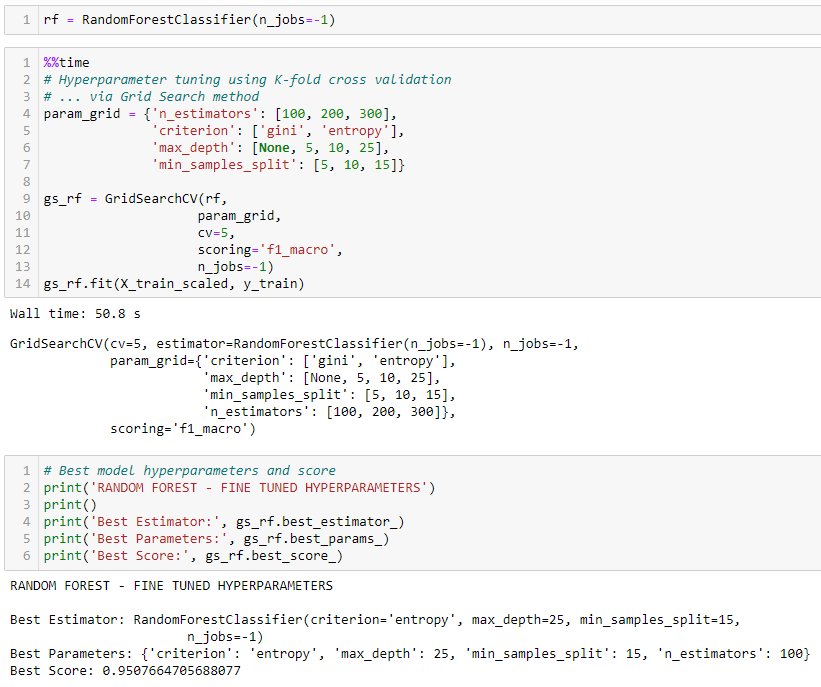 1 rf = RandomForestClassifier(n_jobs=-1)
1 %%time
2 # Hyperparameter tuning using K-fold cross validation
3 # ... via Grid Search method
4 param_grid = {'n_estimators': [100, 200, 300],
5 'criterion': ['gini', 'entropy'],
6 'max_depth': [None, 5, 10, 25],
7 'min_samples_split': [5, 10, 15]}
8
9 gs_rf = GridSearchCV(rf,
10 param_grid,
11 cv=5,
12 scoring='f1_macro',
13 n_jobs=-1)
14 gs_rf.fit(X_train_scaled, y_train)
Wall time: 50.8 s
GridSearchCV(cv=5, estimator=RandomForestClassifier(n_jobs=-1), n_jobs=-1,
param_grid={'criterion': ['gini', 'entropy'],
'max_depth': [None, 5, 10, 25],
'min_samples_split': [5, 10, 15],
'n_estimators': [100, 200, 300]},
scoring='f1_macro')
1 # Best model hyperparameters and score
2 print('RANDOM FOREST - FINE TUNED HYPERPARAMETERS')
3 print()
4 print('Best Estimator:', gs_rf.best_estimator_)
5 print('Best Parameters:', gs_rf.best_params_)
6 print('Best Score:', gs_rf.best_score_)
RANDOM FOREST - FINE TUNED HYPERPARAMETERS
Best Estimator: RandomForestClassifier(criterion='entropy', max_depth=25, min_samples_split=15,
n_jobs=-1)
Best Parameters: {'criterion': 'entropy', 'max_depth': 25, 'min_samples_split': 15, 'n_estimators': 100}
Best Score: 0.9507664705688077